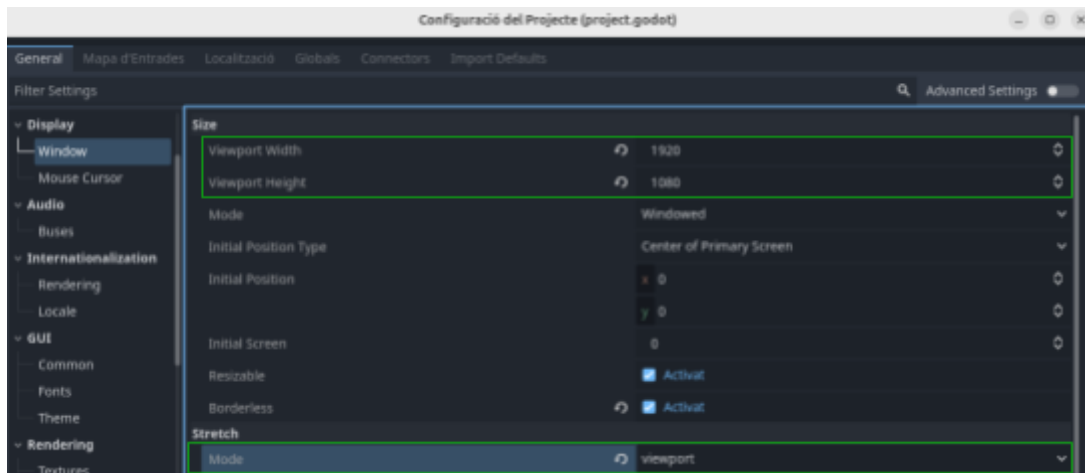 Configuració del Projecte (project.godot)
General Mapa d'Entrades Localització Globals Connectors Import Defaults
Filter Settings Advanced Settings
Display
Window
Mouse Cursor
Audio
Buses
Internationalization
Rendering
Locale
GUI
Common
Fonts
Theme
Rendering
Textures
Size
Viewport Width 1920
Viewport Height 1080
Mode Windowed
Initial Position Type Center of Primary Screen
Initial Position x 0
y 0
Initial Screen 0
Resizable Activat
Borderless Activat
Stretch
Mode viewport